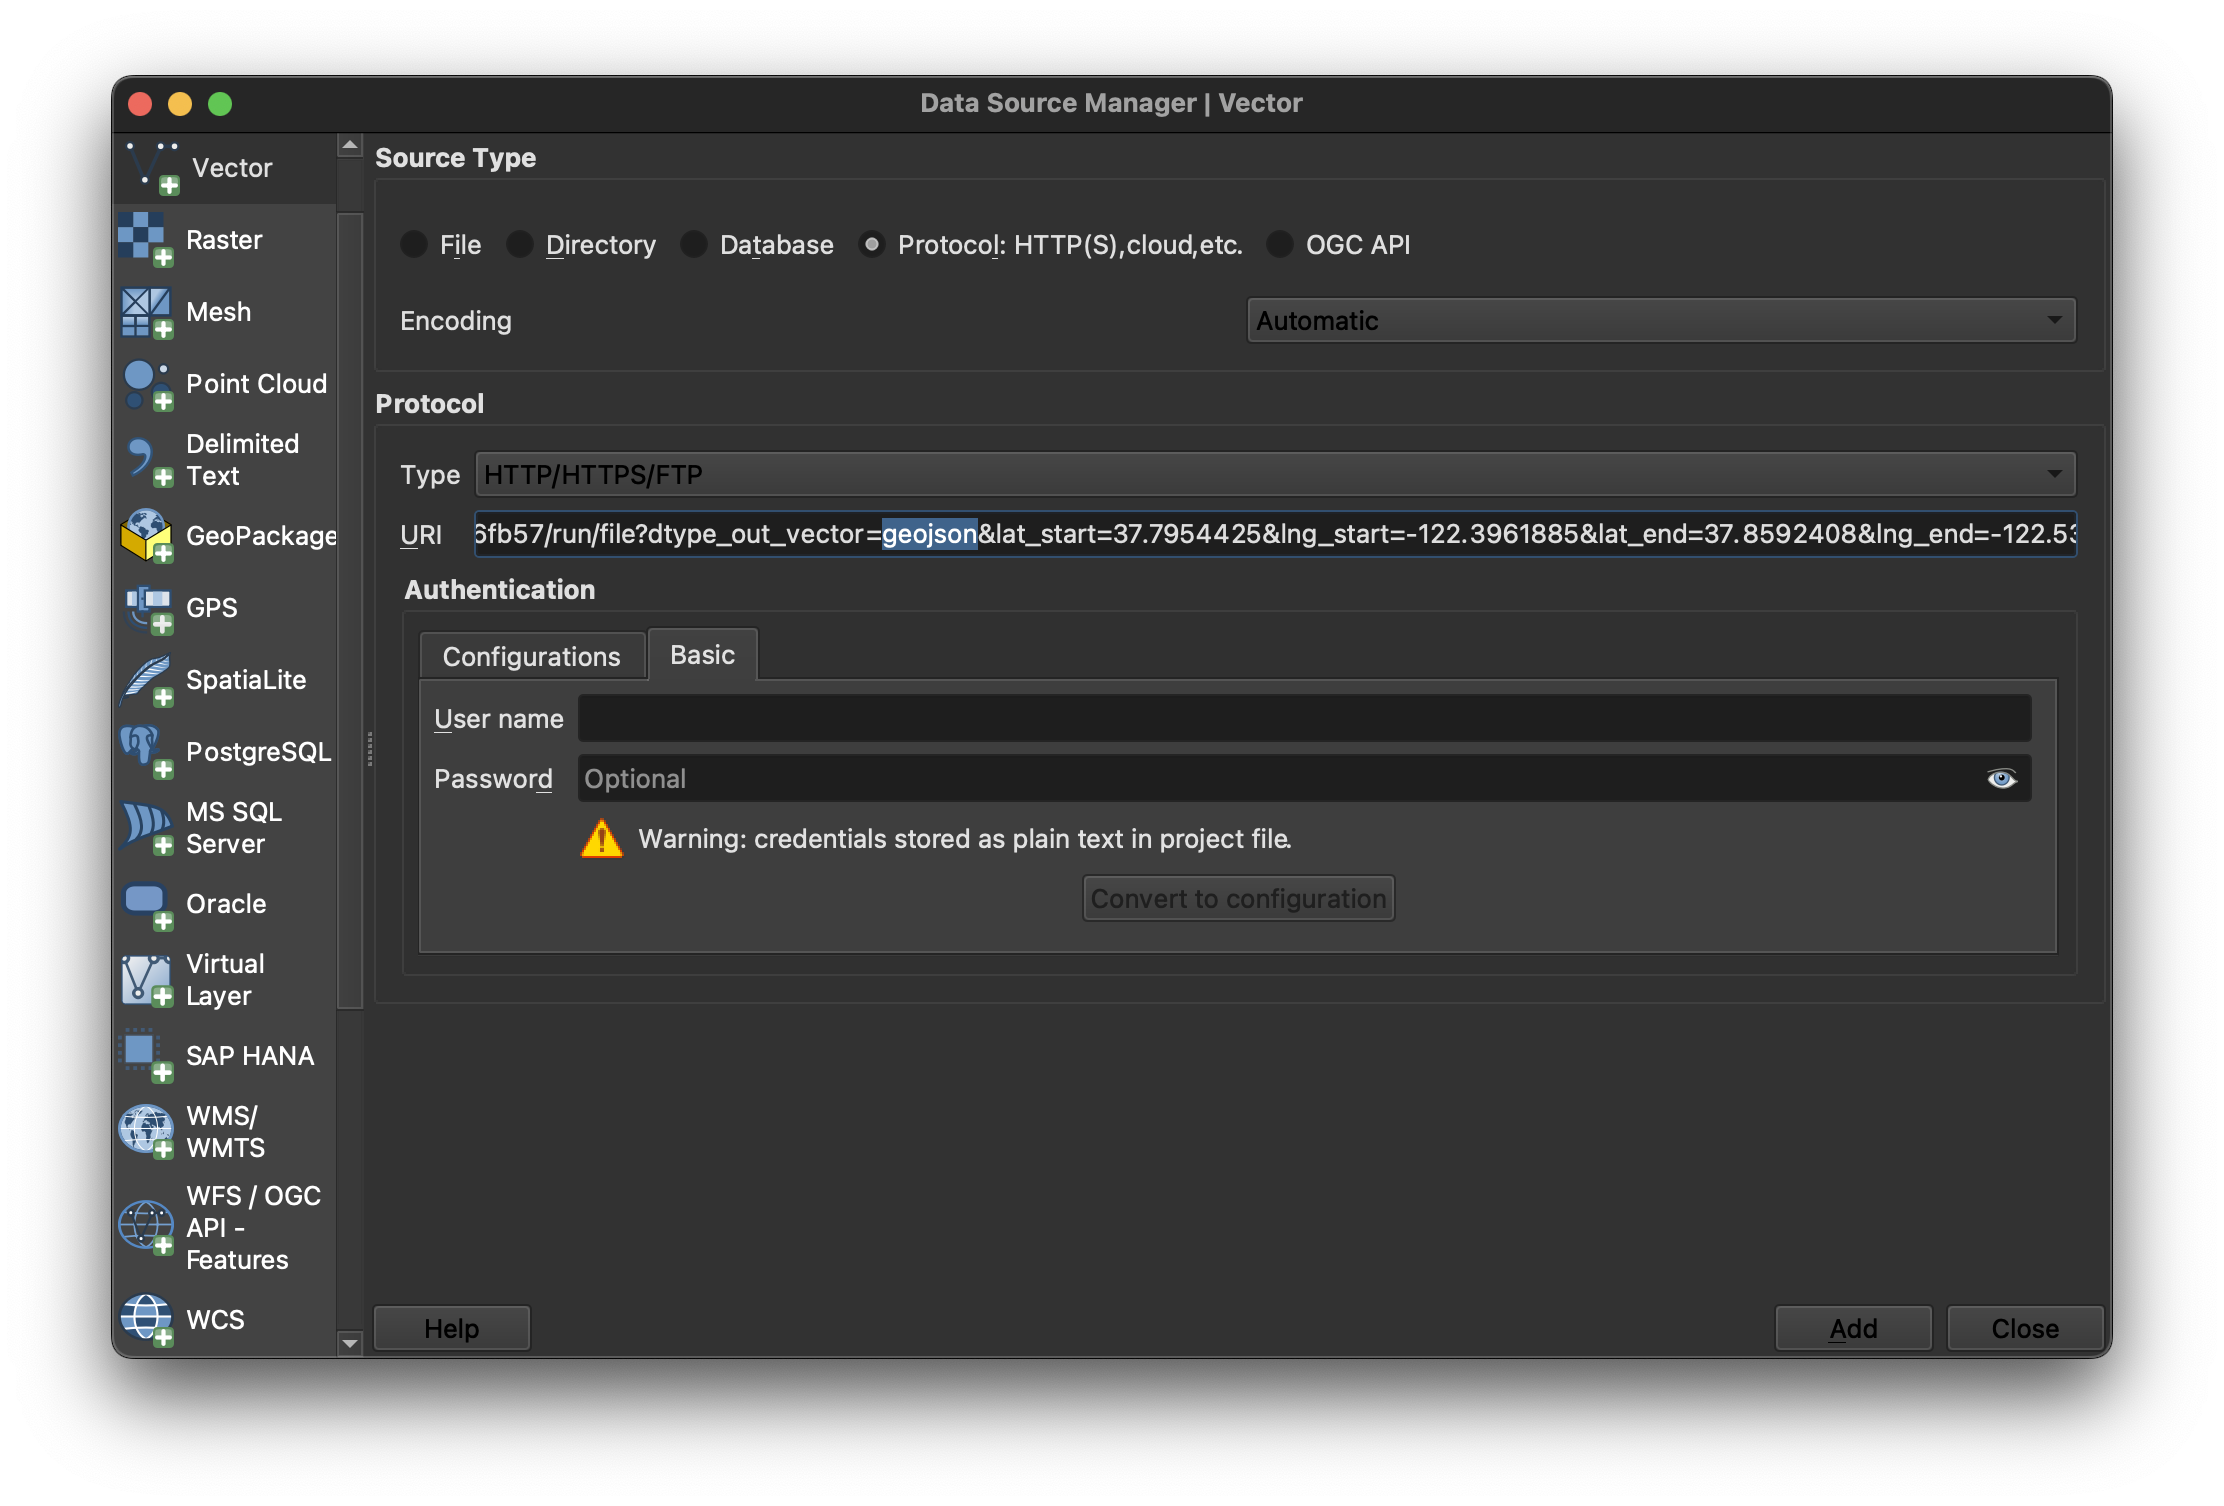 Data Source Manager | Vector
Vector
Raster
Mesh
Point Cloud
Delimited
Text
GeoPackage
GPS
SpatiaLite
PostgreSQL
MS SQL
Server
Oracle
Virtual
Layer
SAP HANA
WMS/
WMTS
WFS / OGC
API -
Features
WCS
Source Type
File Directory Database Protocol: HTTP(S),cloud,etc. OGC API
Encoding Automatic
Protocol
Type HTTP/HTTPS/FTP
URI 6fb57/run/file?dtype_out_vector=geojson&lat_start=37.7954425&lng_start=-122.3961885&lat_end=37.8592408&lng_end=-122.53
Authentication
Configurations Basic
User name
Password Optional
Warning: credentials stored as plain text in project file.
Convert to configuration
Help Add Close